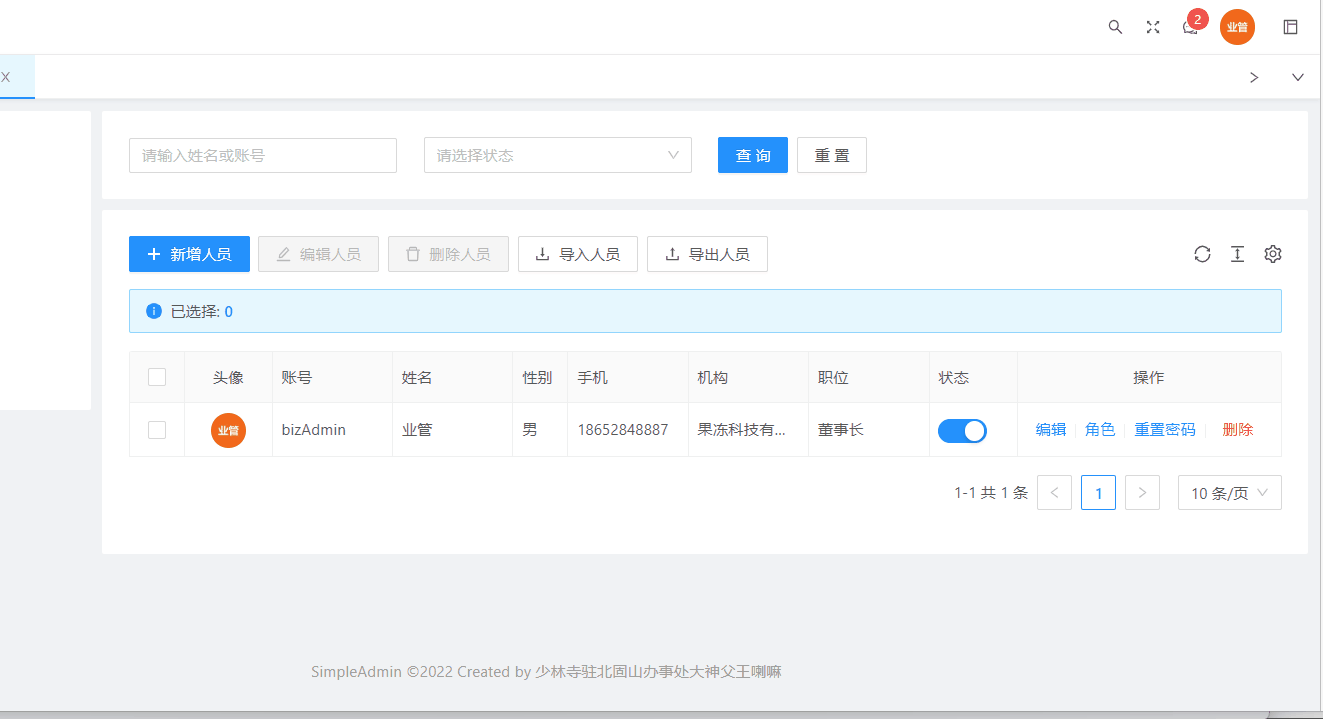 2
业管
X
请输入姓名或账号
请选择状态
查 询
重 置
新增人员
编辑人员
删除人员
导入人员
导出人员
已选择: 0
头像 账号 姓名 性别 手机 机构 职位 状态 操作
业管 bizAdmin 业管 男 18652848887 果冻科技有... 董事长 编辑 角色 重置密码 删除
1-1 共 1 条 < 1 > 10 条/页
SimpleAdmin ©2022 Created by 少林寺驻北固山办事处大神父王喇嘛